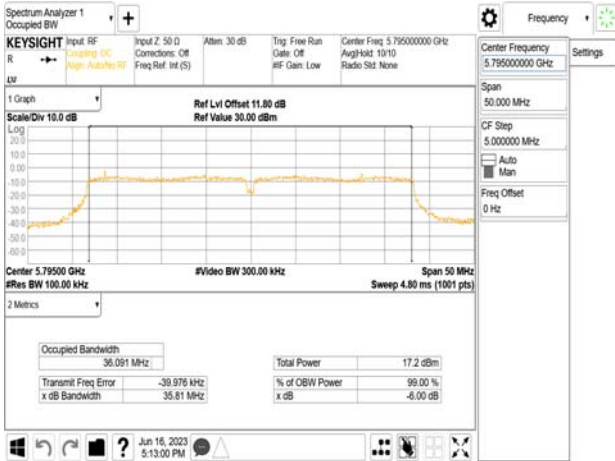 Spectrum Analyzer 1
Occupied BW
Frequency
KEYSIGHT Input: RF Input Z: 50 Ω Atten: 30 dB Trig: Free Run Center Freq: 5.795000000 GHz
R Coupling: DC Corrections: Off Gate: Off Avg|Hold: 10/10
Align: Auto/No RF Freq Ref: Int (S) #IF Gain: Low Radio Std: None
LXI
Center Frequency
5.795000000 GHz
Settings
Span
50.000 MHz
CF Step
5.000000 MHz
Auto
Man
Freq Offset
0 Hz
1 Graph
Ref Lvl Offset 11.80 dB
Scale/Div 10.0 dB Ref Value 30.00 dBm
Log
20.0
10.0
0.00
-10.0
-20.0
-30.0
-40.0
-50.0
-60.0
Center 5.79500 GHz #Video BW 300.00 kHz Span 50 MHz
#Res BW 100.00 kHz Sweep 4.80 ms (1001 pts)
2 Metrics
Occupied Bandwidth
36.091 MHz Total Power 17.2 dBm
Transmit Freq Error -39.976 kHz % of OBW Power 99.00 %
x dB Bandwidth 35.81 MHz x dB -6.00 dB
?
Jun 16, 2023
5:13:00 PM